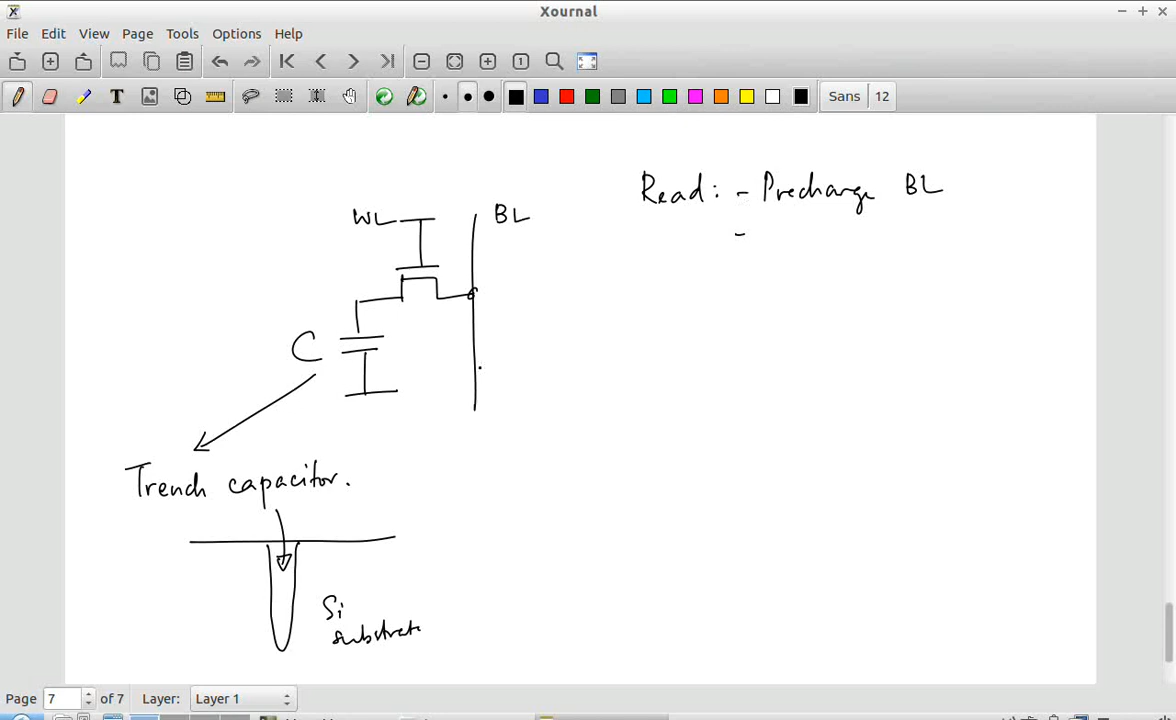 Xournal
File Edit View Page Tools Options Help
Sans 12
Read: - Precharge BL
-
WL BL
C
Trench capacitor.
Si
substrate
Page 7 of 7 Layer: Layer 1